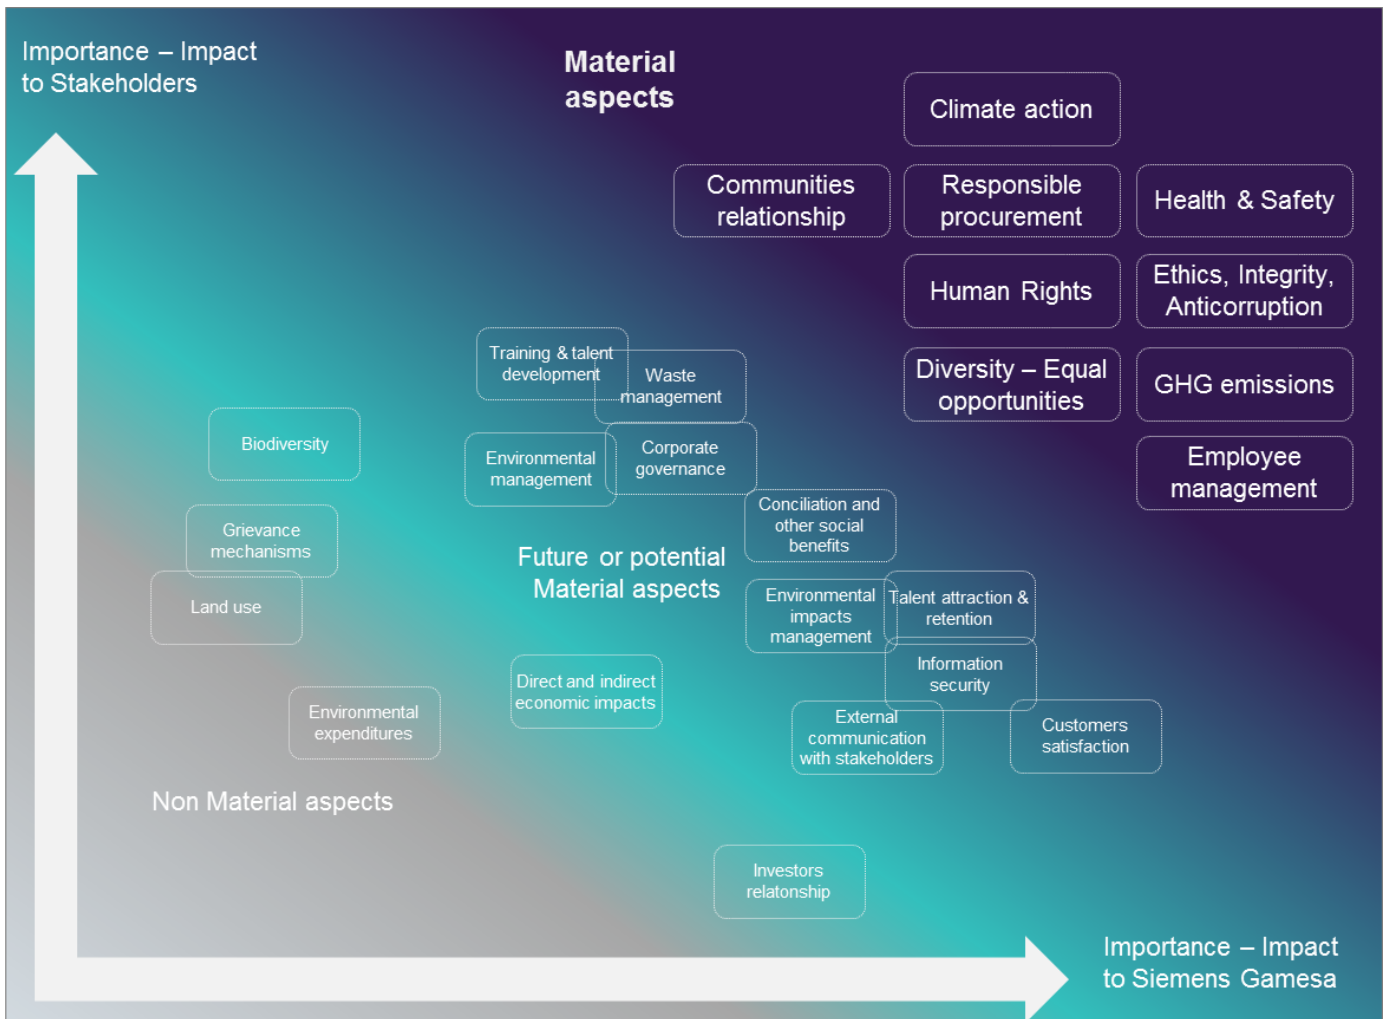 Importance – Impact
to Stakeholders
Material
aspects
Climate action
Communities
relationship
Responsible
procurement
Health & Safety
Human Rights
Ethics, Integrity,
Anticorruption
Training & talent
development
Waste
management
Diversity – Equal
opportunities
GHG emissions
Biodiversity
Environmental
management
Corporate
governance
Employee
management
Grievance
mechanisms
Conciliation and
other social
benefits
Future or potential
Material aspects
Land use
Environmental
impacts
management
Talent attraction &
retention
Information
security
Direct and indirect
economic impacts
Environmental
expenditures
External
communication
with stakeholders
Customers
satisfaction
Non Material aspects
Investors
relatonship
Importance – Impact
to Siemens Gamesa